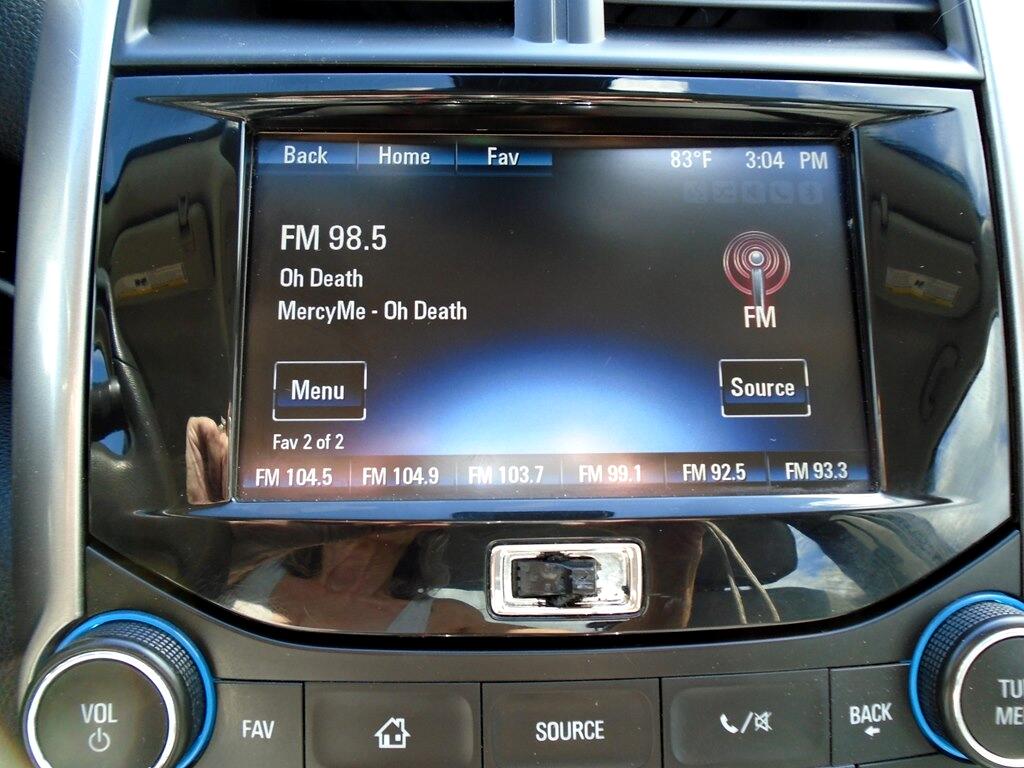 Back Home Fav 83°F 3:04 PM
FM 98.5
Oh Death
MercyMe - Oh Death
FM
Menu
Source
Fav 2 of 2
FM 104.5 FM 104.9 FM 103.7 FM 99.1 FM 92.5 FM 93.3
VOL
FAV
SOURCE
BACK
TU
ME